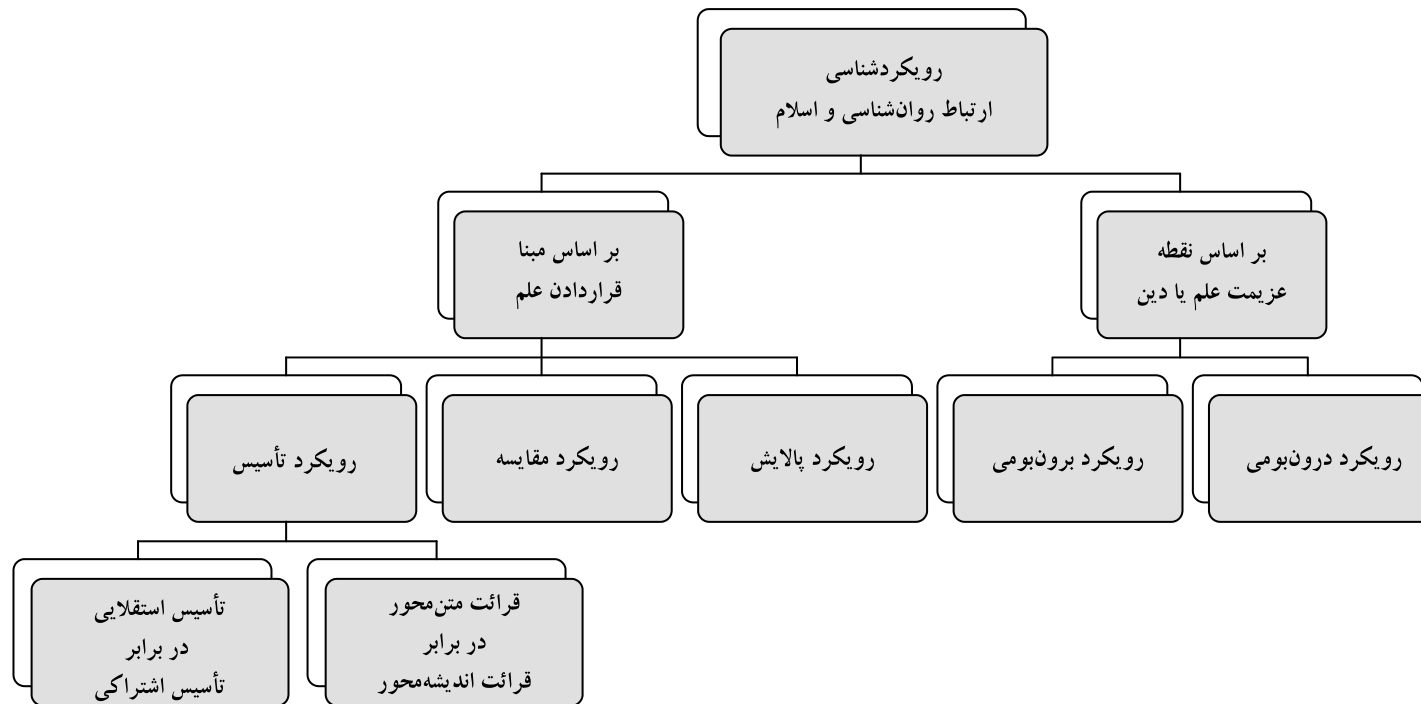 رویکردشناسی
ارتباط روان‌شناسی و اسلام
بر اساس نقطه
عزیمت علم یا دین
بر اساس مبنا
قراردادن علم
رویکرد درون‌بومی
رویکرد برون‌بومی
رویکرد پالایش
رویکرد مقایسه
رویکرد تأسیس
قرائت متن‌محور
در برابر
قرائت اندیشه‌محور
تأسیس استقلایی
در برابر
تأسیس اشتراکی